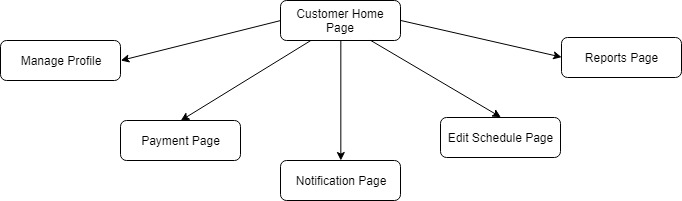 Customer Home
Page
Manage Profile
Reports Page
Payment Page
Edit Schedule Page
Notification Page